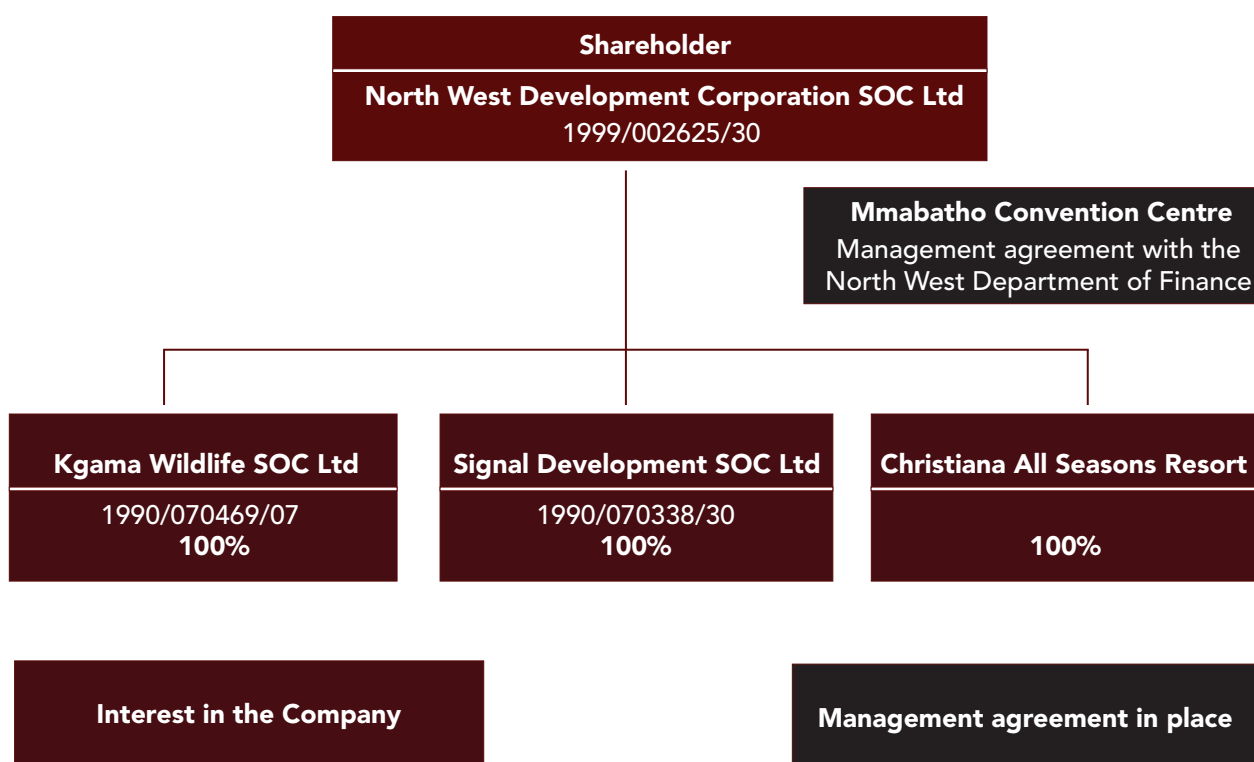 Shareholder
North West Development Corporation SOC Ltd
1999/002625/30
Mmabatho Convention Centre
Management agreement with the
North West Department of Finance
Kgama Wildlife SOC Ltd
1990/070469/07
100%
Signal Development SOC Ltd
1990/070338/30
100%
Christiana All Seasons Resort
100%
Interest in the Company
Management agreement in place